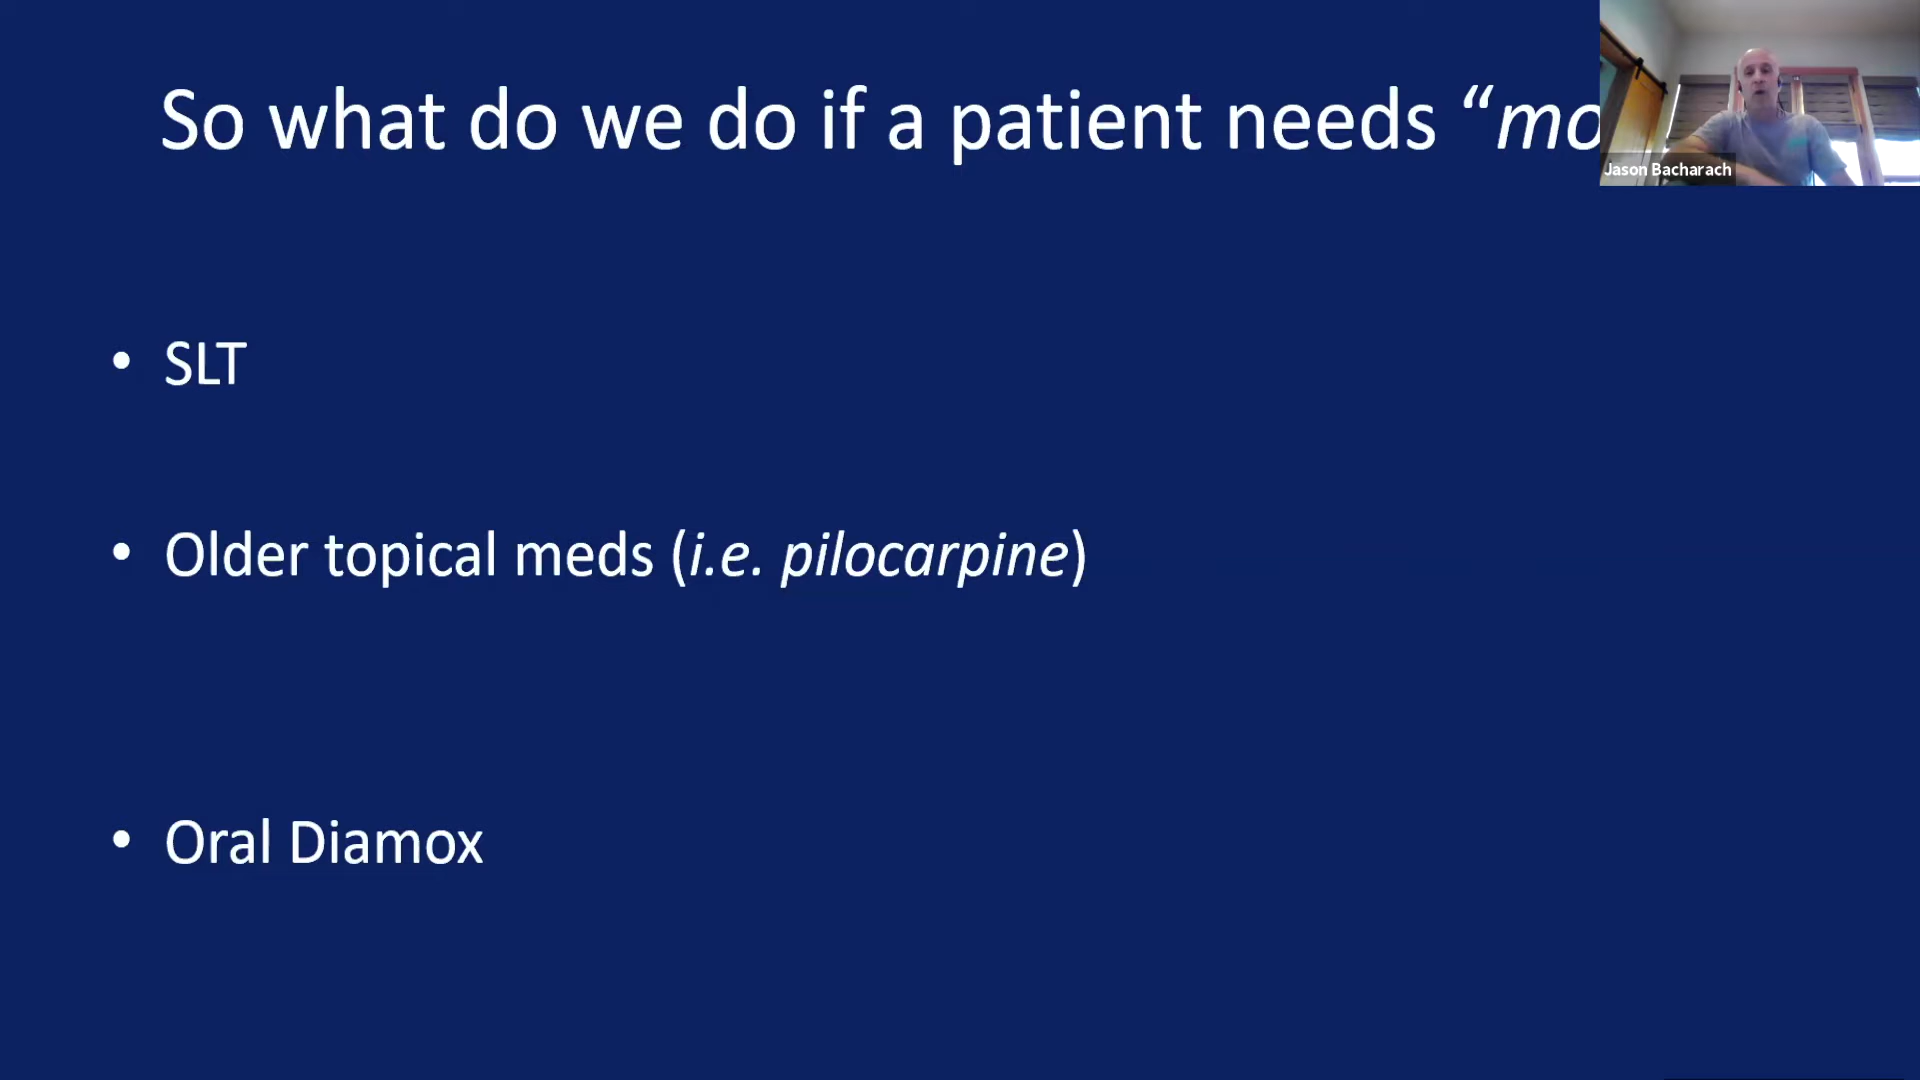 So what do we do if a patient needs “mo
Jason Bacharach
• SLT
• Older topical meds (i.e. pilocarpine)
• Oral Diamox